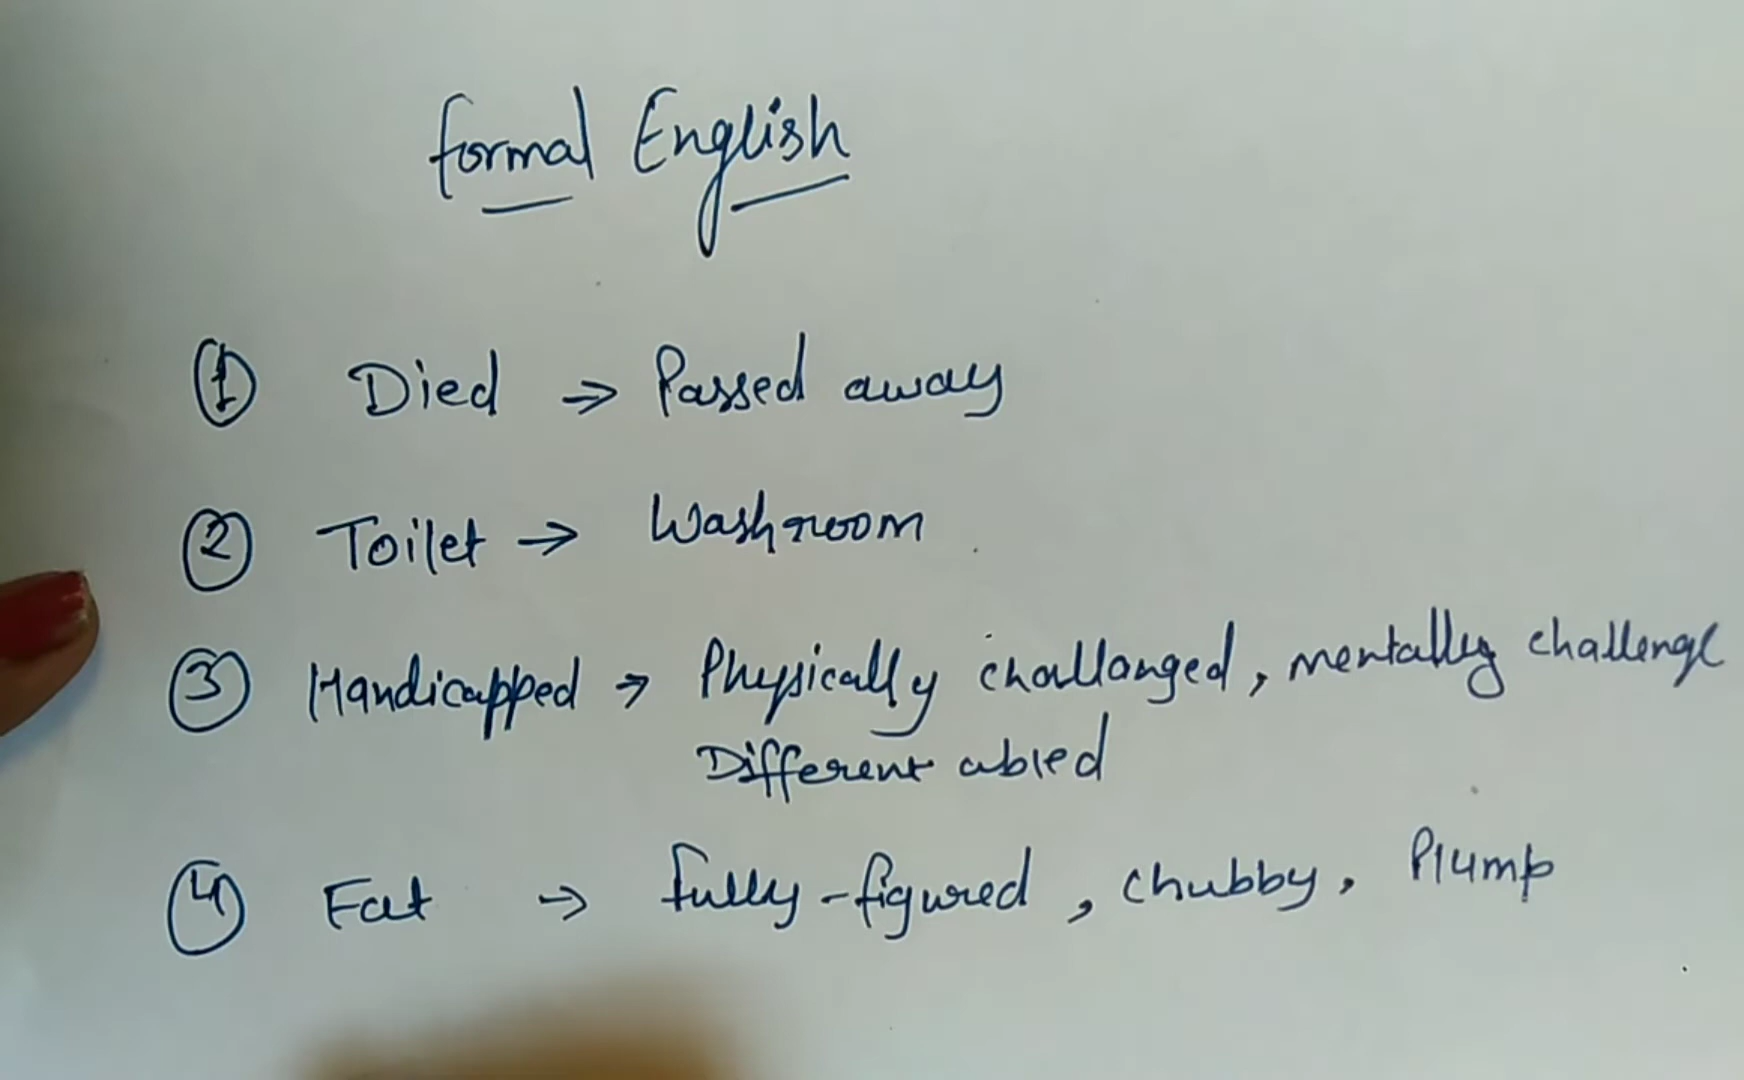 formal English
① Died → Passed away
② Toilet → Washroom
③ Handicapped → Physically challanged, mentally challenge
Different abled
④ Fat → fully-figured, chubby, Plump